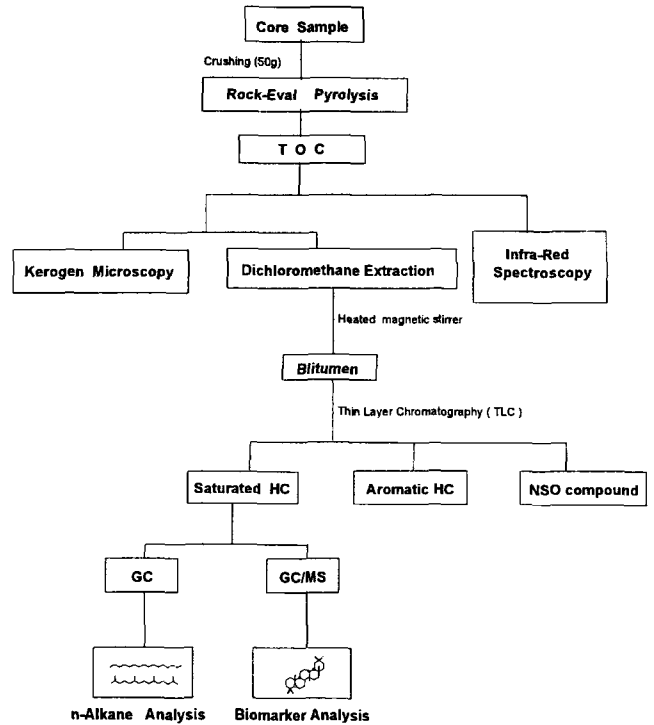 Core Sample
Crushing (50g)
Rock-Eval Pyrolysis
T O C
Kerogen Microscopy
Dichloromethane Extraction
Infra-Red
Spectroscopy
Heated magnetic stirrer
Blitumen
Thin Layer Chromatography ( TLC )
Saturated HC
Aromatic HC
NSO compound
GC
GC/MS
n-Alkane Analysis
Biomarker Analysis